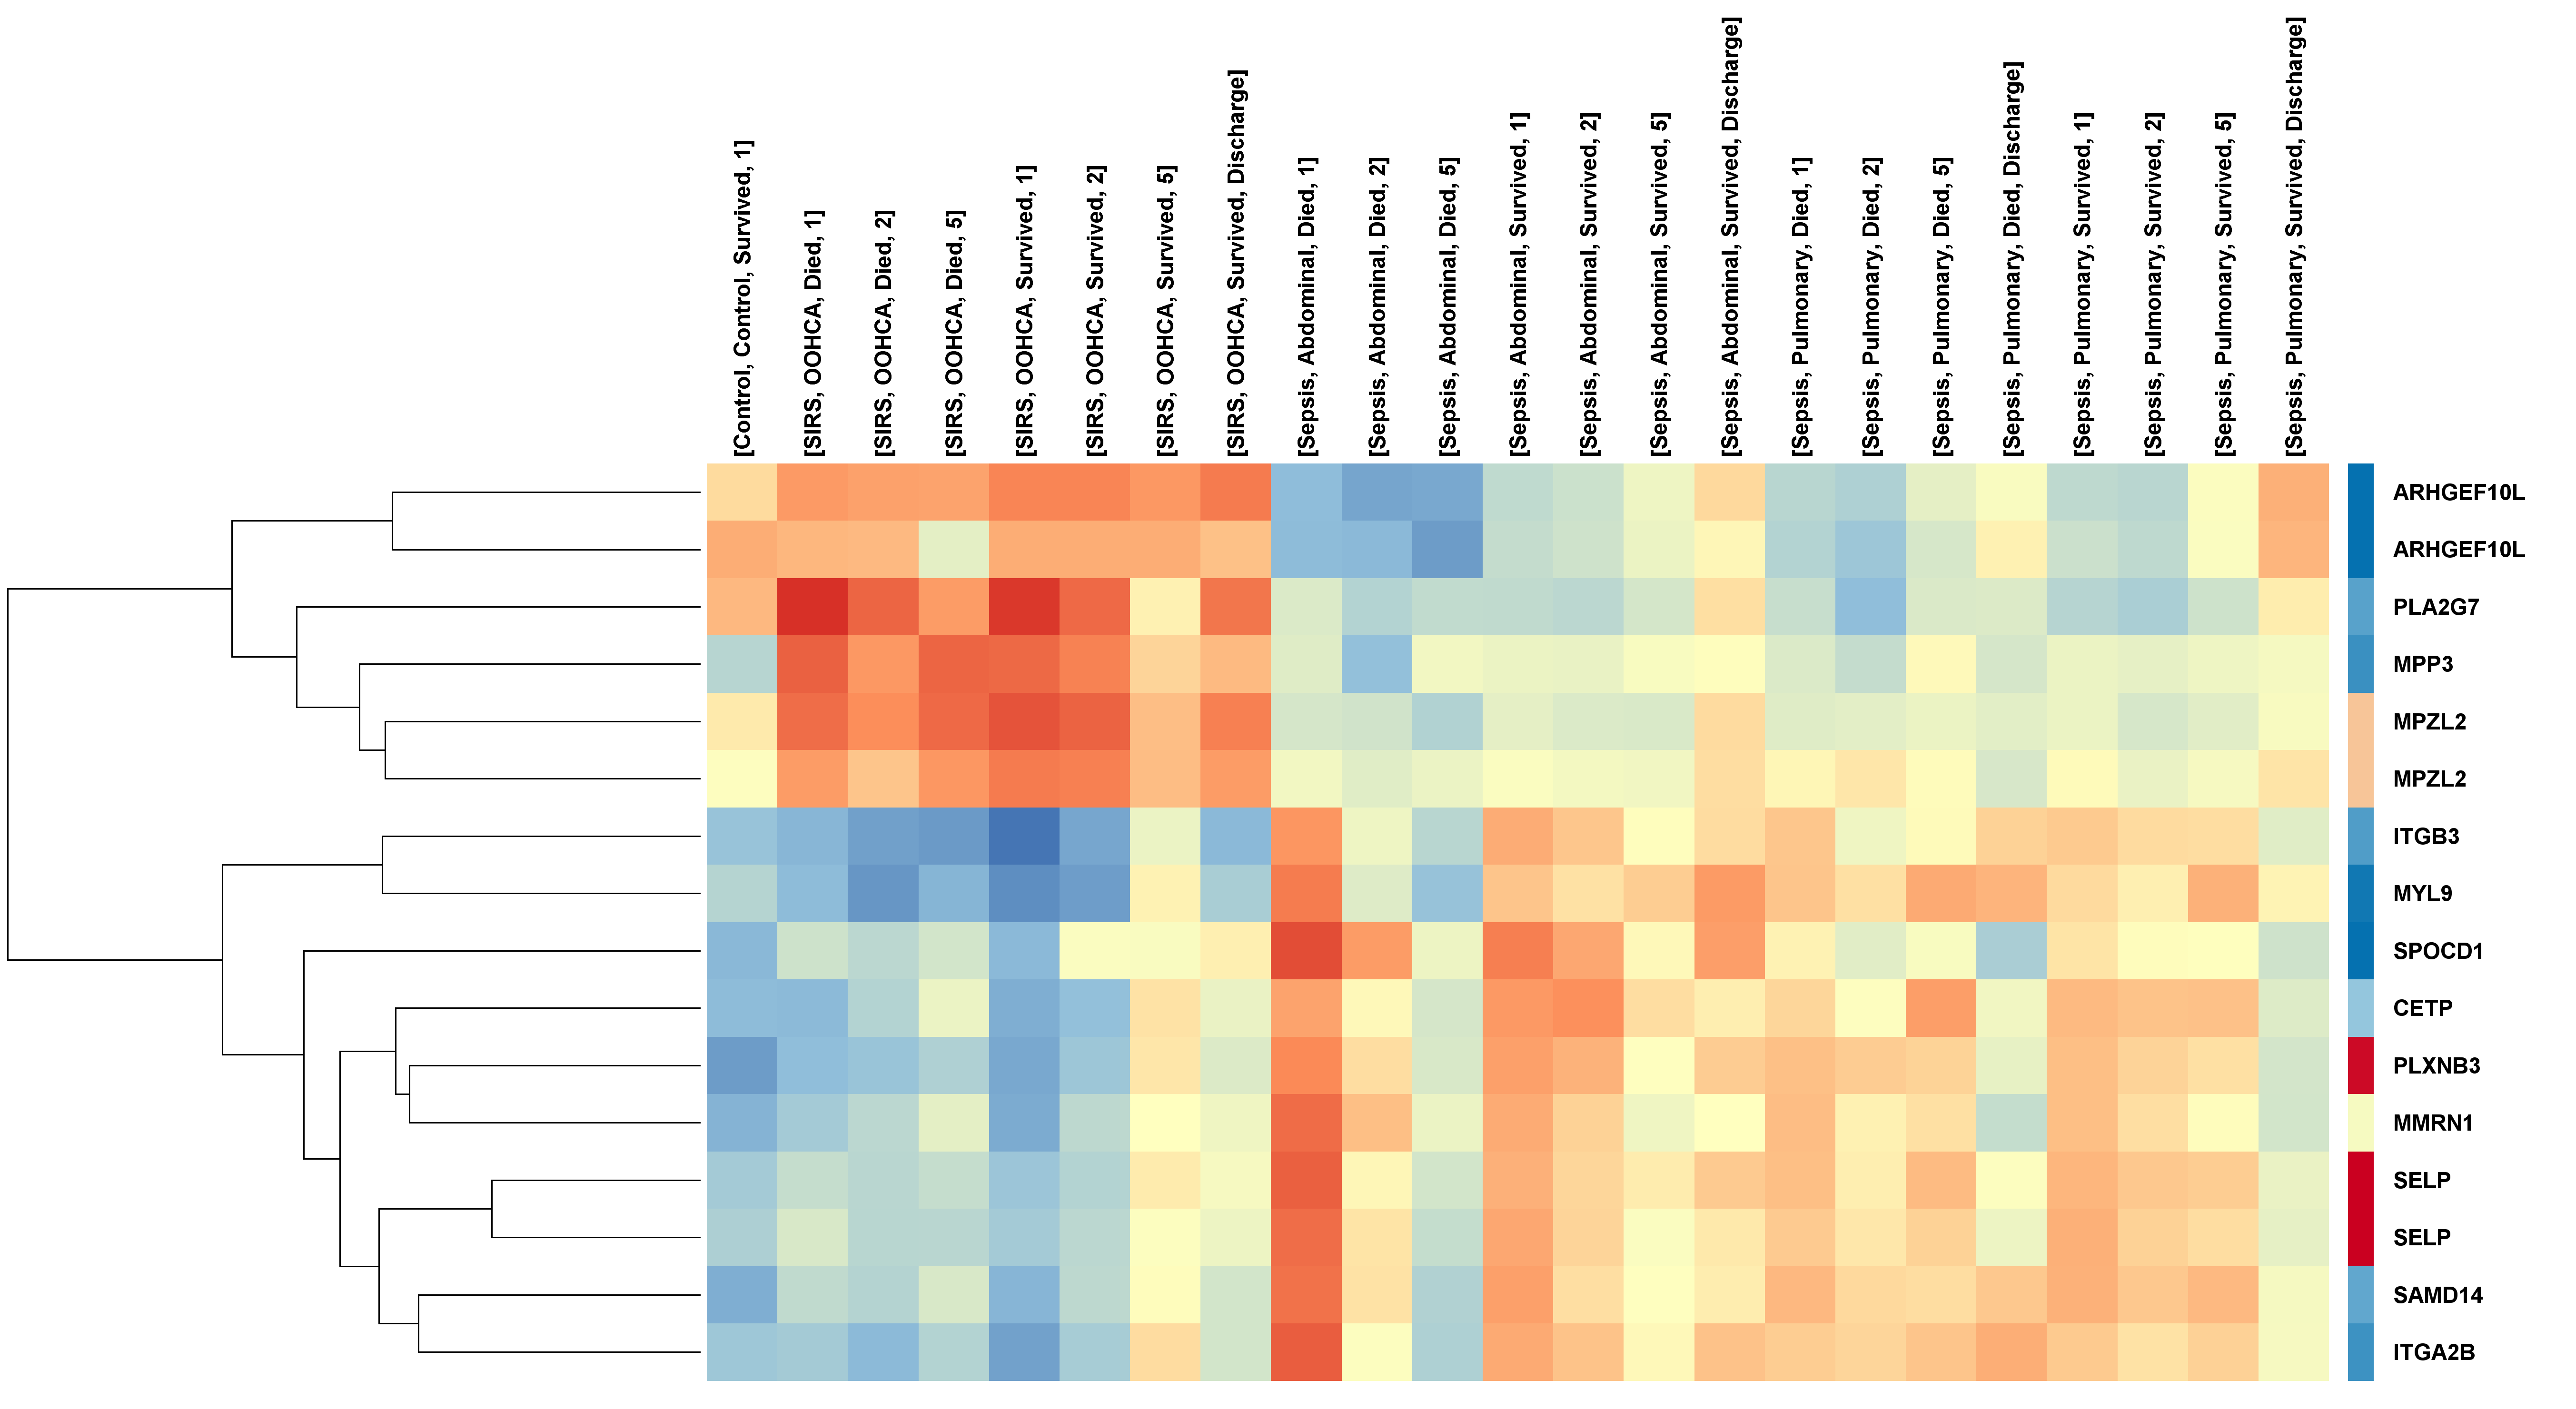 [Control, Control, Survived, 1]
[SIRS, OOHCA, Died, 1]
[SIRS, OOHCA, Died, 2]
[SIRS, OOHCA, Died, 5]
[SIRS, OOHCA, Survived, 1]
[SIRS, OOHCA, Survived, 2]
[SIRS, OOHCA, Survived, 5]
[SIRS, OOHCA, Survived, Discharge]
[Sepsis, Abdominal, Died, 1]
[Sepsis, Abdominal, Died, 2]
[Sepsis, Abdominal, Died, 5]
[Sepsis, Abdominal, Survived, 1]
[Sepsis, Abdominal, Survived, 2]
[Sepsis, Abdominal, Survived, 5]
[Sepsis, Abdominal, Survived, Discharge]
[Sepsis, Pulmonary, Died, 1]
[Sepsis, Pulmonary, Died, 2]
[Sepsis, Pulmonary, Died, 5]
[Sepsis, Pulmonary, Died, Discharge]
[Sepsis, Pulmonary, Survived, 1]
[Sepsis, Pulmonary, Survived, 2]
[Sepsis, Pulmonary, Survived, 5]
[Sepsis, Pulmonary, Survived, Discharge]
ARHGEF10L
ARHGEF10L
PLA2G7
MPP3
MPZL2
MPZL2
ITGB3
MYL9
SPOCD1
CETP
PLXNB3
MMRN1
SELP
SELP
SAMD14
ITGA2B